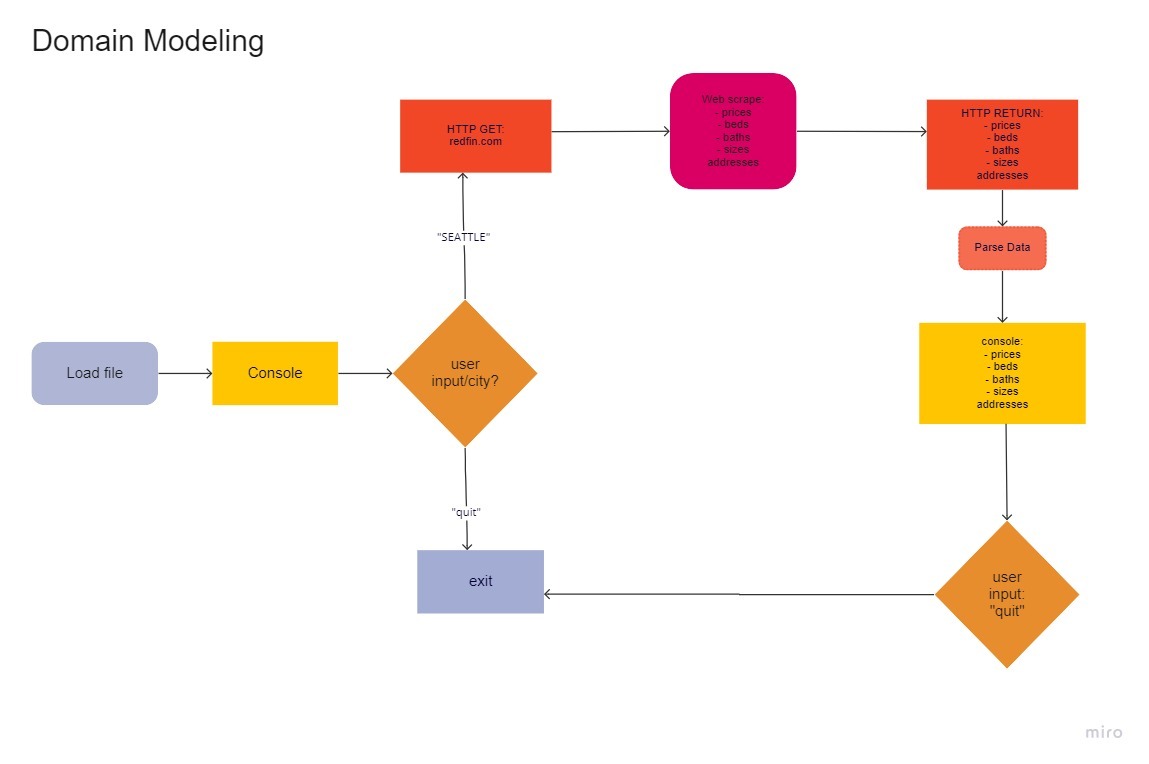 Domain Modeling
HTTP GET:
redfin.com
Web scrape:
- prices
- beds
- baths
- sizes
addresses
HTTP RETURN:
- prices
- beds
- baths
- sizes
addresses
"SEATTLE"
Parse Data
Load file
Console
user
input/city?
console:
- prices
- beds
- baths
- sizes
addresses
"quit"
exit
user
input:
"quit"
miro